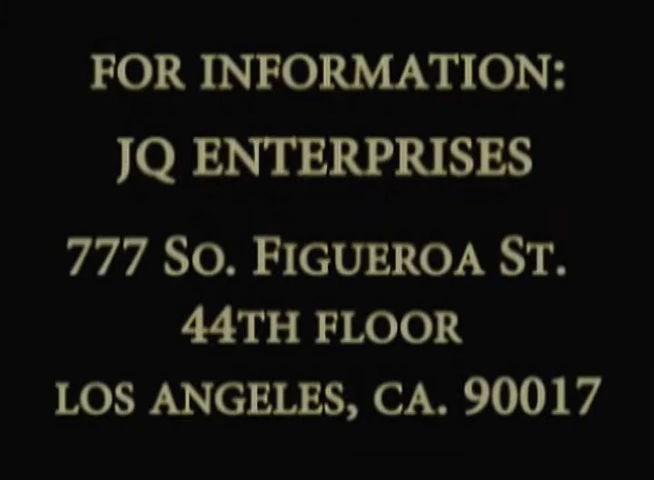 FOR INFORMATION:
JQ ENTERPRISES
777 SO. FIGUEROA ST.
44TH FLOOR
LOS ANGELES, CA. 90017